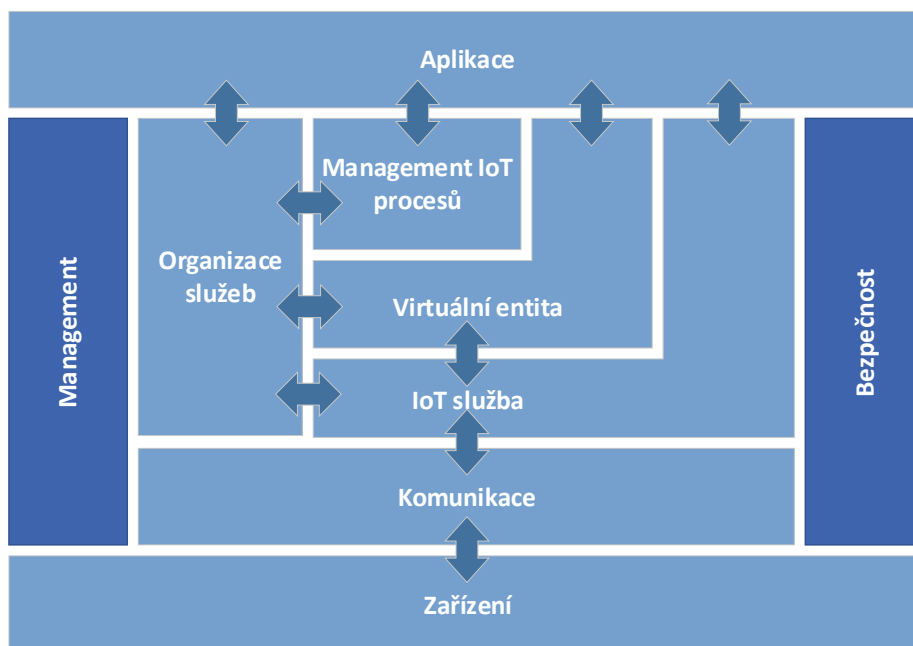 Aplikace
Management IoT
procesů
Organizace
služeb
Virtuální entita
IoT služba
Komunikace
Zařízení
Management
Bezpečnost